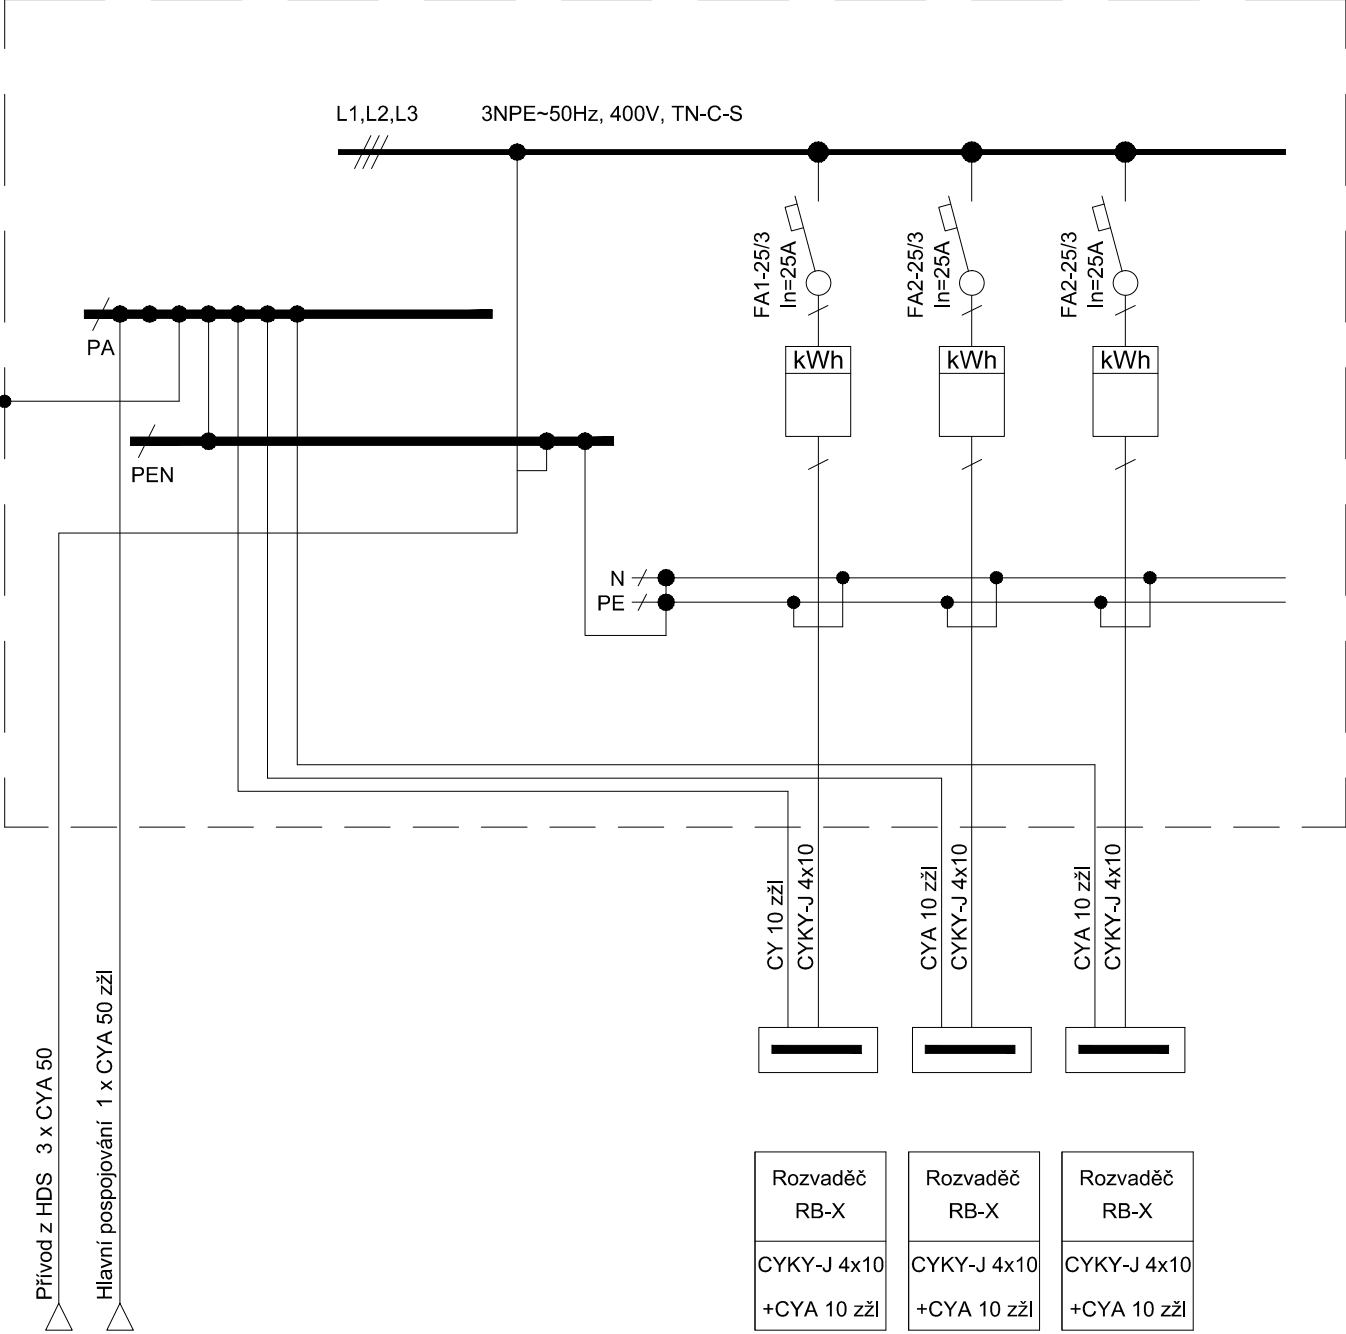 L1,L2,L3
3NPE~50Hz, 400V, TN-C-S
FA1-25/3
In=25A
FA2-25/3
In=25A
FA2-25/3
In=25A
PA
kWh
kWh
kWh
PEN
N
PE
CY 10 zžl
CYKY-J 4x10
CYA 10 zžl
CYKY-J 4x10
CYA 10 zžl
CYKY-J 4x10
Přívod z HDS 3 x CYA 50
Hlavní pospojování 1 x CYA 50 zžl
Rozvaděč
RB-X
CYKY-J 4x10
+CYA 10 zžl
Rozvaděč
RB-X
CYKY-J 4x10
+CYA 10 zžl
Rozvaděč
RB-X
CYKY-J 4x10
+CYA 10 zžl